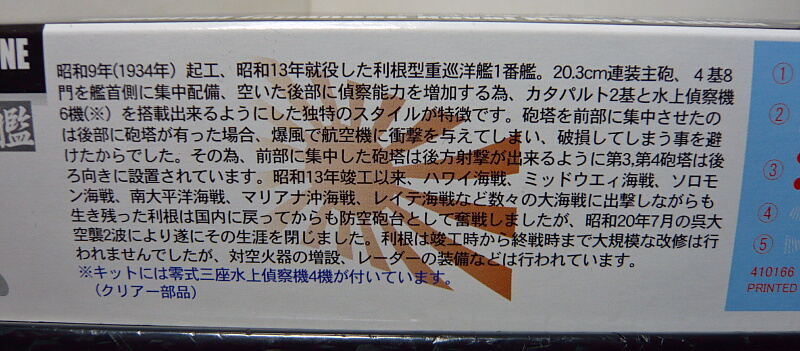 NE
艦
昭和9年(1934年）起工、昭和13年就役した利根型重巡洋艦1番艦。20.3cm連装主砲、４基8
門を艦首側に集中配備、空いた後部に偵察能力を増加する為、カタパルト2基と水上偵察機
6機(※）を搭載出来るようにした独特のスタイルが特徴です。砲塔を前部に集中させたの
は後部に砲塔が有った場合、爆風で航空機に衝撃を与えてしまい、破損してしまう事を避
けたからでした。その為、前部に集中した砲塔は後方射撃が出来るように第3,第4砲塔は後
ろ向きに設置されています。昭和13年竣工以来、ハワイ海戦、ミッドウエィ海戦、ソロモ
ン海戦、南太平洋海戦、マリアナ沖海戦、レイテ海戦など数々の大海戦に出撃しながらも
生き残った利根は国内に戻ってからも防空砲台として奮戦しましたが、昭和20年7月の呉大
空襲2波により遂にその生涯を閉じました。利根は竣工時から終戦時まで大規模な改修は行
われませんでしたが、対空火器の増設、レーダーの装備などは行われています。
※キットには零式三座水上偵察機4機が付いています。
（クリアー部品）
①
②
③
④
⑤
410166
PRINTED